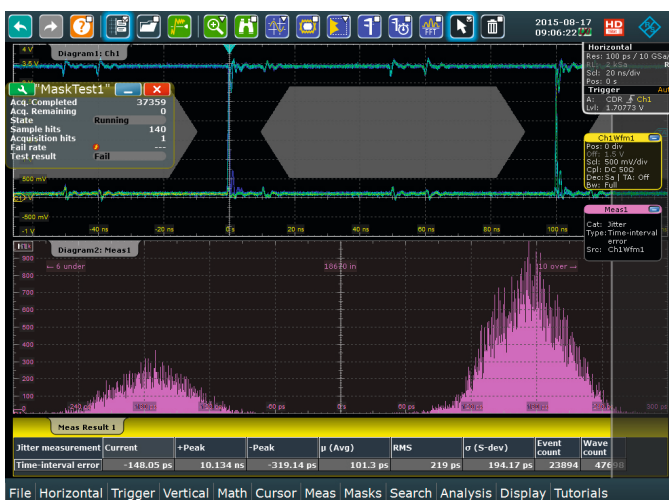 2015-08-17
09:06:22
HD
4 V
Diagram1: Ch1
3.5 V
"MaskTest1"
Acq. Completed 37359
Acq. Remaining 0
State Running
Sample hits 140
Acquisition hits 1
Fail rate ---
Test result Fail
500 mV
-500 mV
-1 V
-40 ns
-20 ns
0 s
20 ns
40 ns
60 ns
80 ns
100 ns
Horizontal
Res: 100 ps / 10 GSa/
Scl: 20 ns/div
Pos: 0 s
Trigger Aut
A: CDR Ch1
Lvl: 1.70773 V
Ch1Wfm1
Pos: 0 div
Off: 1.5 V
Scl: 500 mV/div
Cpl: DC 50Ω
Dec: Sa | TA: Off
Bw: Full
Meas1
Cat: Jitter
Type: Time-interval
error
Src: Ch1Wfm1
Diagram2: Meas1
← 6 under
in
10 over →
900
800
700
600
500
400
300
200
100
-60 ps
0 s
60 ps
300 ps
Meas Result 1
Jitter measurement Current +Peak -Peak µ (Avg) RMS σ (S-dev) Event count Wave count
Time-interval error -148.05 ps 10.134 ns -319.14 ps 101.3 ps 219 ps 194.17 ps 23894 47698
File Horizontal Trigger Vertical Math Cursor Meas Masks Search Analysis Display Tutorials